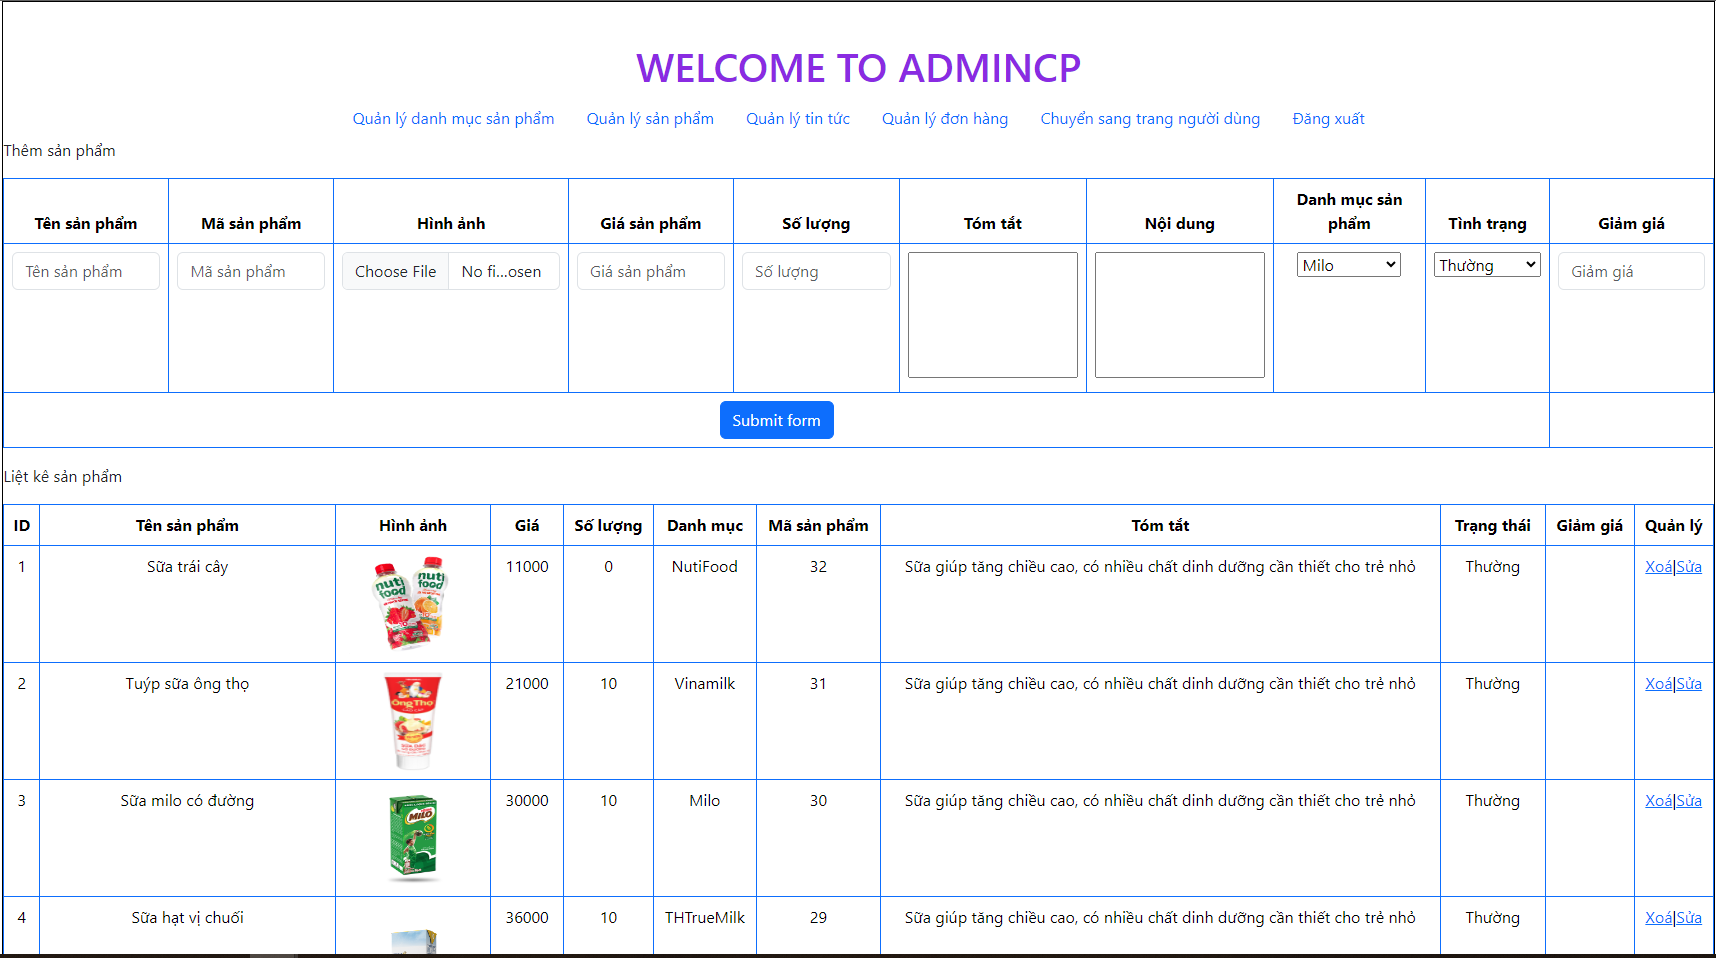 WELCOME TO ADMINCP
Quản lý danh mục sản phẩm Quản lý sản phẩm Quản lý tin tức Quản lý đơn hàng Chuyển sang trang người dùng Đăng xuất
Thêm sản phẩm
Tên sản phẩm Mã sản phẩm Hình ảnh Giá sản phẩm Số lượng Tóm tắt Nội dung Danh mục sản phẩm Tình trạng Giảm giá
Tên sản phẩm Mã sản phẩm Choose File No fi...osen Giá sản phẩm Số lượng Milo Thường Giảm giá
Submit form
Liệt kê sản phẩm
ID Tên sản phẩm Hình ảnh Giá Số lượng Danh mục Mã sản phẩm Tóm tắt Trạng thái Giảm giá Quản lý
1 Sữa trái cây nuti food nuti food 11000 0 NutiFood 32 Sữa giúp tăng chiều cao, có nhiều chất dinh dưỡng cần thiết cho trẻ nhỏ Thường Xoá|Sửa
2 Tuýp sữa ông thọ Ông Thọ 21000 10 Vinamilk 31 Sữa giúp tăng chiều cao, có nhiều chất dinh dưỡng cần thiết cho trẻ nhỏ Thường Xoá|Sửa
3 Sữa milo có đường MILO 30000 10 Milo 30 Sữa giúp tăng chiều cao, có nhiều chất dinh dưỡng cần thiết cho trẻ nhỏ Thường Xoá|Sửa
4 Sữa hạt vị chuối 36000 10 THTrueMilk 29 Sữa giúp tăng chiều cao, có nhiều chất dinh dưỡng cần thiết cho trẻ nhỏ Thường Xoá|Sửa